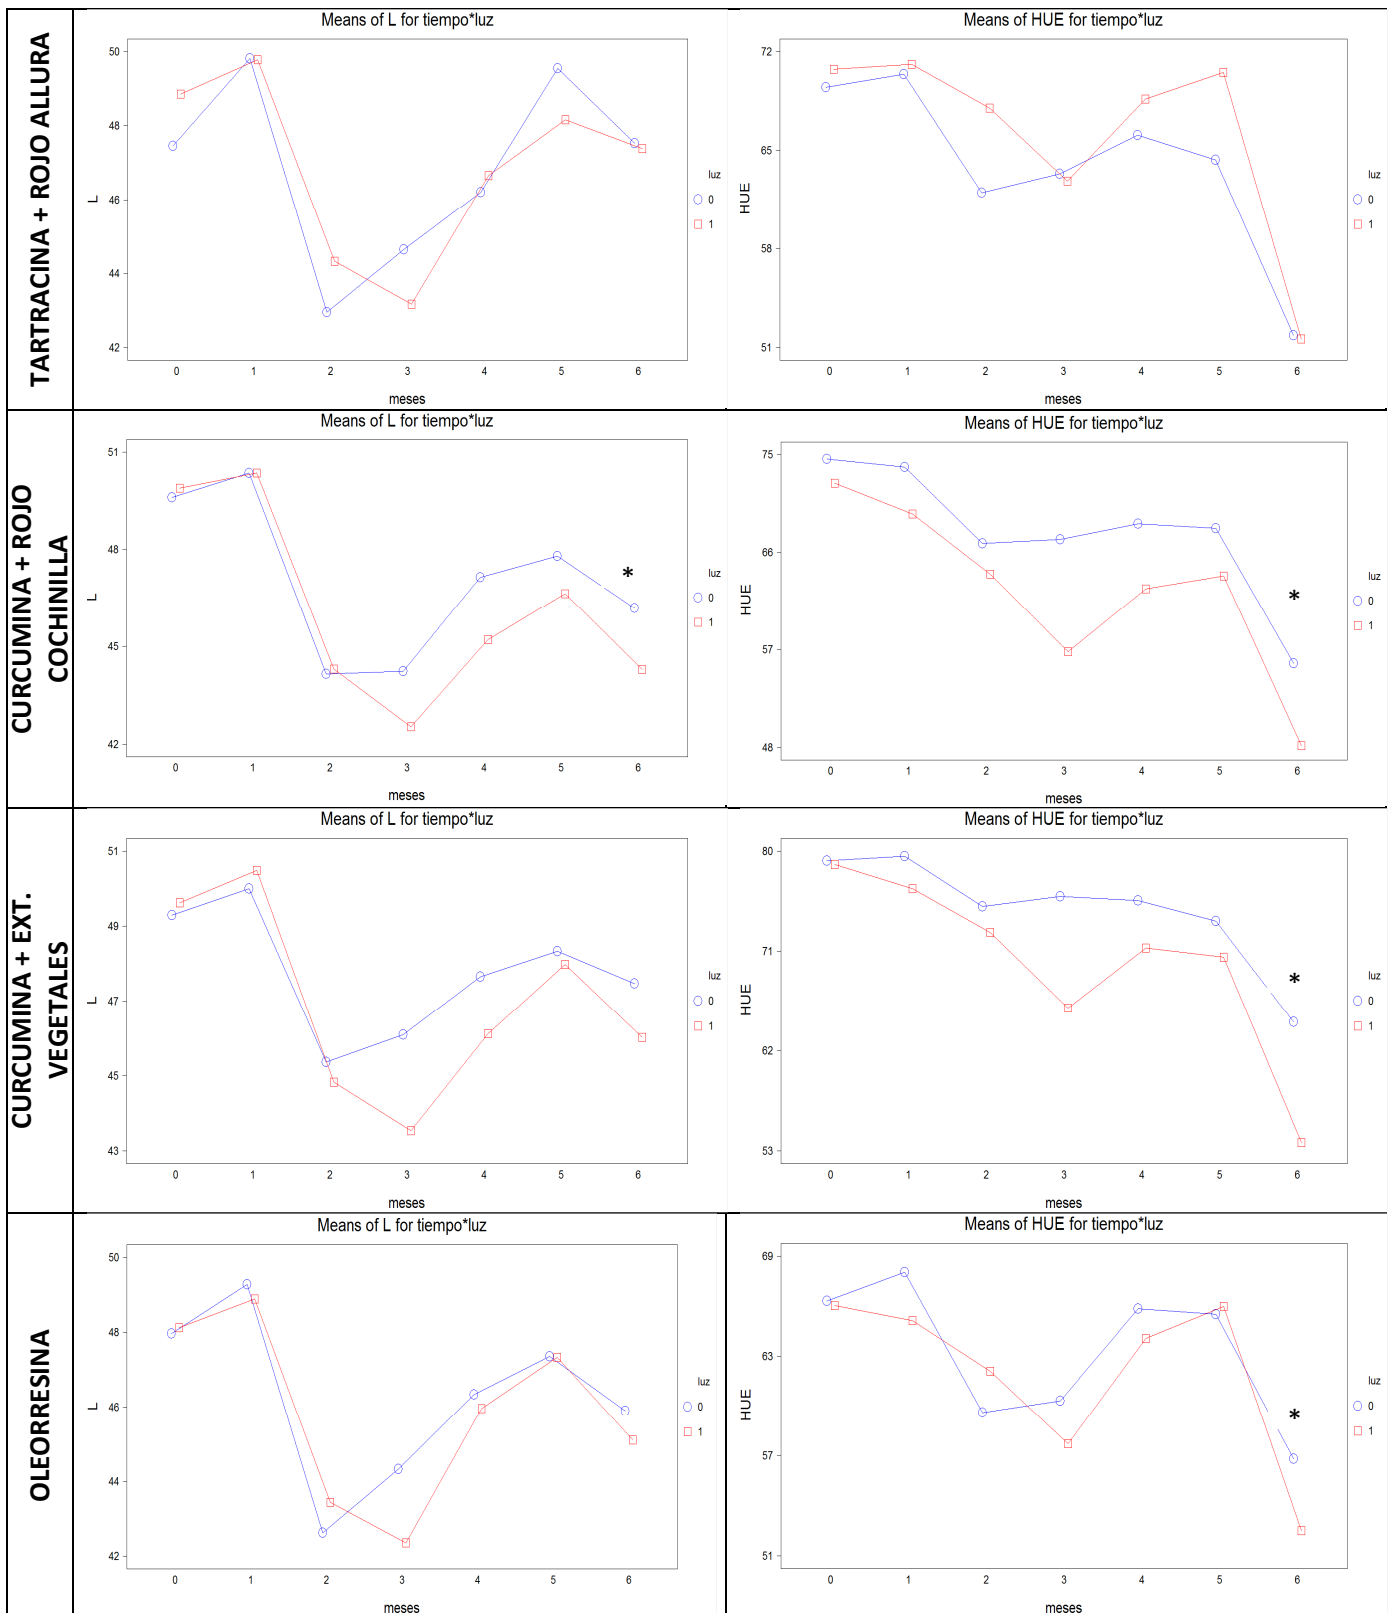 TARTRACINA + ROJO ALLURA
Means of L for tiempo*luz
50
48
46
44
42
L
0 1 2 3 4 5 6
meses
luz
0
1
Means of HUE for tiempo*luz
72
65
58
51
HUE
0 1 2 3 4 5 6
meses
luz
0
1
CURCUMINA + ROJO
COCHINILLA
Means of L for tiempo*luz
51
48
45
42
L
*
0 1 2 3 4 5 6
meses
luz
0
1
Means of HUE for tiempo*luz
75
66
57
48
HUE
*
0 1 2 3 4 5 6
meses
luz
0
1
CURCUMINA + EXT.
VEGETALES
Means of L for tiempo*luz
51
49
47
45
43
L
0 1 2 3 4 5 6
meses
luz
0
1
Means of HUE for tiempo*luz
80
71
62
53
HUE
*
0 1 2 3 4 5 6
meses
luz
0
1
OLEORRESINA
Means of L for tiempo*luz
50
48
46
44
42
L
0 1 2 3 4 5 6
meses
luz
0
1
Means of HUE for tiempo*luz
69
63
57
51
HUE
*
0 1 2 3 4 5 6
meses
luz
0
1